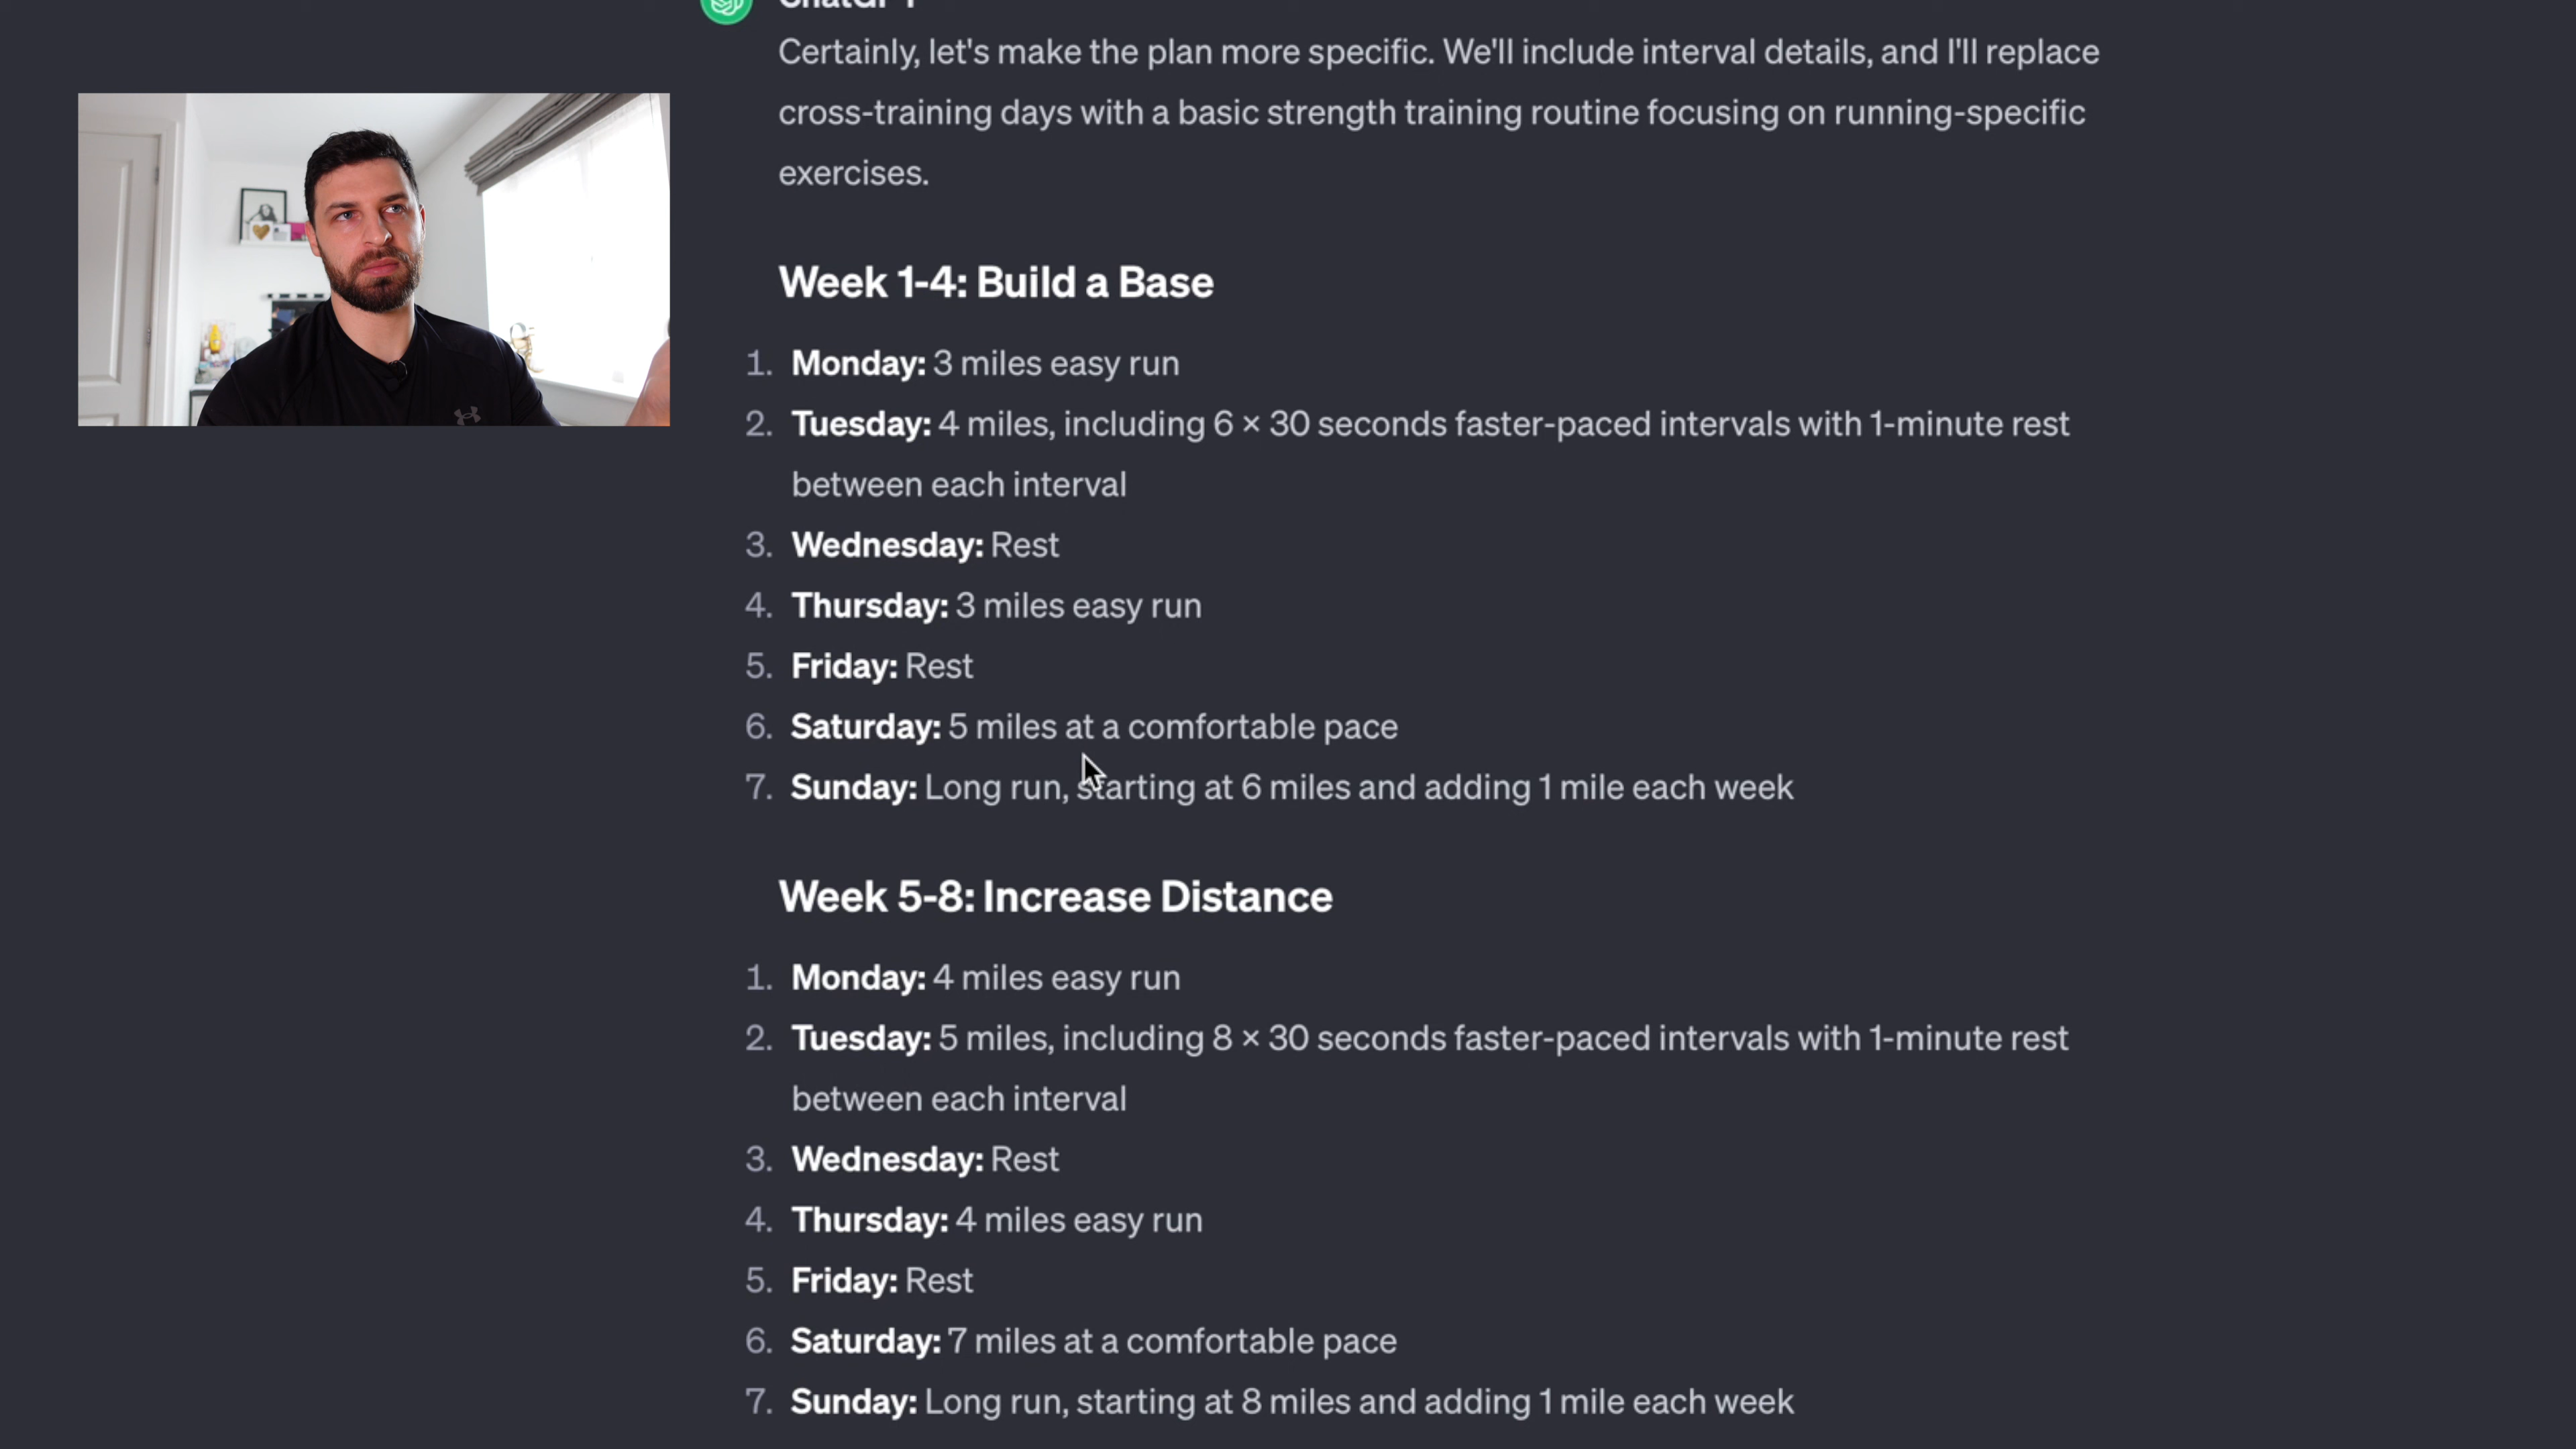 ChatGPT
Certainly, let's make the plan more specific. We'll include interval details, and I'll replace
cross-training days with a basic strength training routine focusing on running-specific
exercises.
Week 1-4: Build a Base
1. Monday: 3 miles easy run
2. Tuesday: 4 miles, including 6 × 30 seconds faster-paced intervals with 1-minute rest
between each interval
3. Wednesday: Rest
4. Thursday: 3 miles easy run
5. Friday: Rest
6. Saturday: 5 miles at a comfortable pace
7. Sunday: Long run, starting at 6 miles and adding 1 mile each week
Week 5-8: Increase Distance
1. Monday: 4 miles easy run
2. Tuesday: 5 miles, including 8 × 30 seconds faster-paced intervals with 1-minute rest
between each interval
3. Wednesday: Rest
4. Thursday: 4 miles easy run
5. Friday: Rest
6. Saturday: 7 miles at a comfortable pace
7. Sunday: Long run, starting at 8 miles and adding 1 mile each week